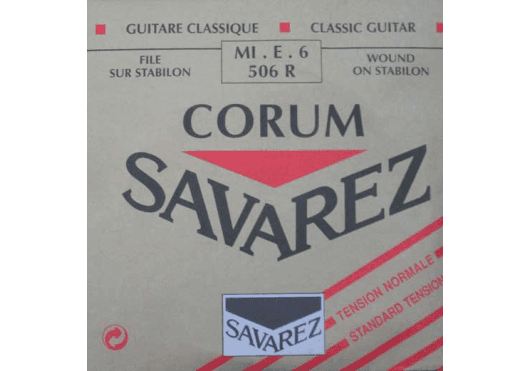 GUITARE CLASSIQUE
CLASSIC GUITAR
FILE
SUR STABILON
MI . E . 6
506 R
WOUND
ON STABILON
CORUM
SAVAREZ
TENSION NORMALE
STANDARD TENSION
SAVAREZ